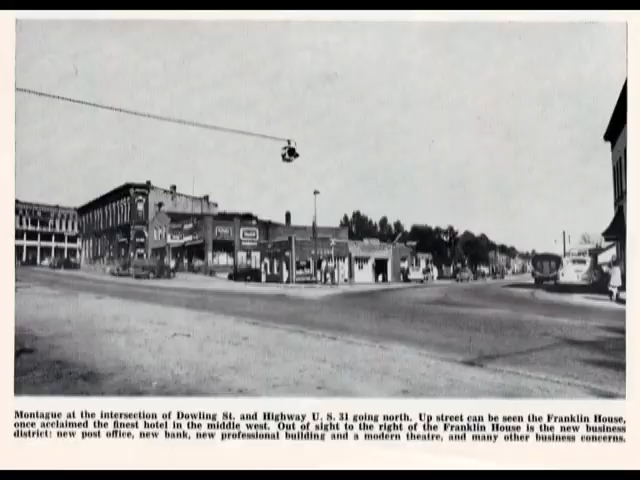 Montague at the intersection of Dowling St. and Highway U. S. 31 going north. Up street can be seen the Franklin House,
once acclaimed the finest hotel in the middle west. Out of sight to the right of the Franklin House is the new business
district: new post office, new bank, new professional building and a modern theatre, and many other business concerns.